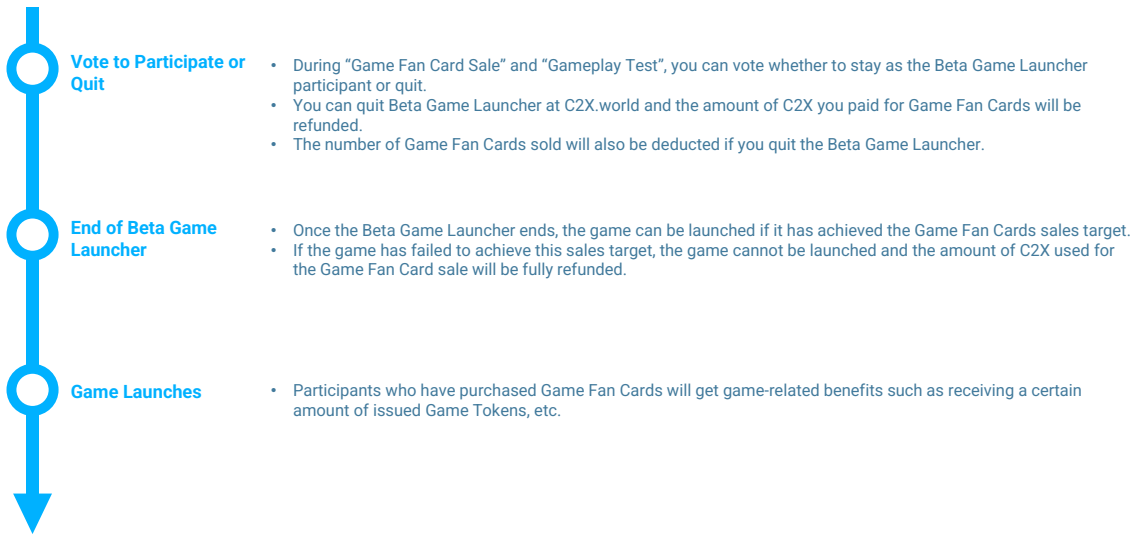 Vote to Participate or
Quit
• During “Game Fan Card Sale” and “Gameplay Test”, you can vote whether to stay as the Beta Game Launcher
participant or quit.
• You can quit Beta Game Launcher at C2X.world and the amount of C2X you paid for Game Fan Cards will be
refunded.
• The number of Game Fan Cards sold will also be deducted if you quit the Beta Game Launcher.
End of Beta Game
Launcher
• Once the Beta Game Launcher ends, the game can be launched if it has achieved the Game Fan Cards sales target.
• If the game has failed to achieve this sales target, the game cannot be launched and the amount of C2X used for
the Game Fan Card sale will be fully refunded.
Game Launches
• Participants who have purchased Game Fan Cards will get game-related benefits such as receiving a certain
amount of issued Game Tokens, etc.